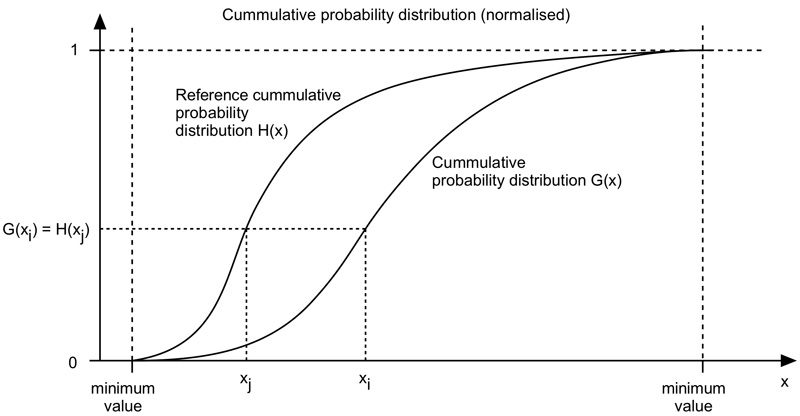 Cummulative probability distribution (normalised)
1
Reference cummulative
probability
distribution H(x)
Cummulative
probability distribution G(x)
G(xi) = H(xj)
0
xj
xi
x
minimum
value
minimum
value